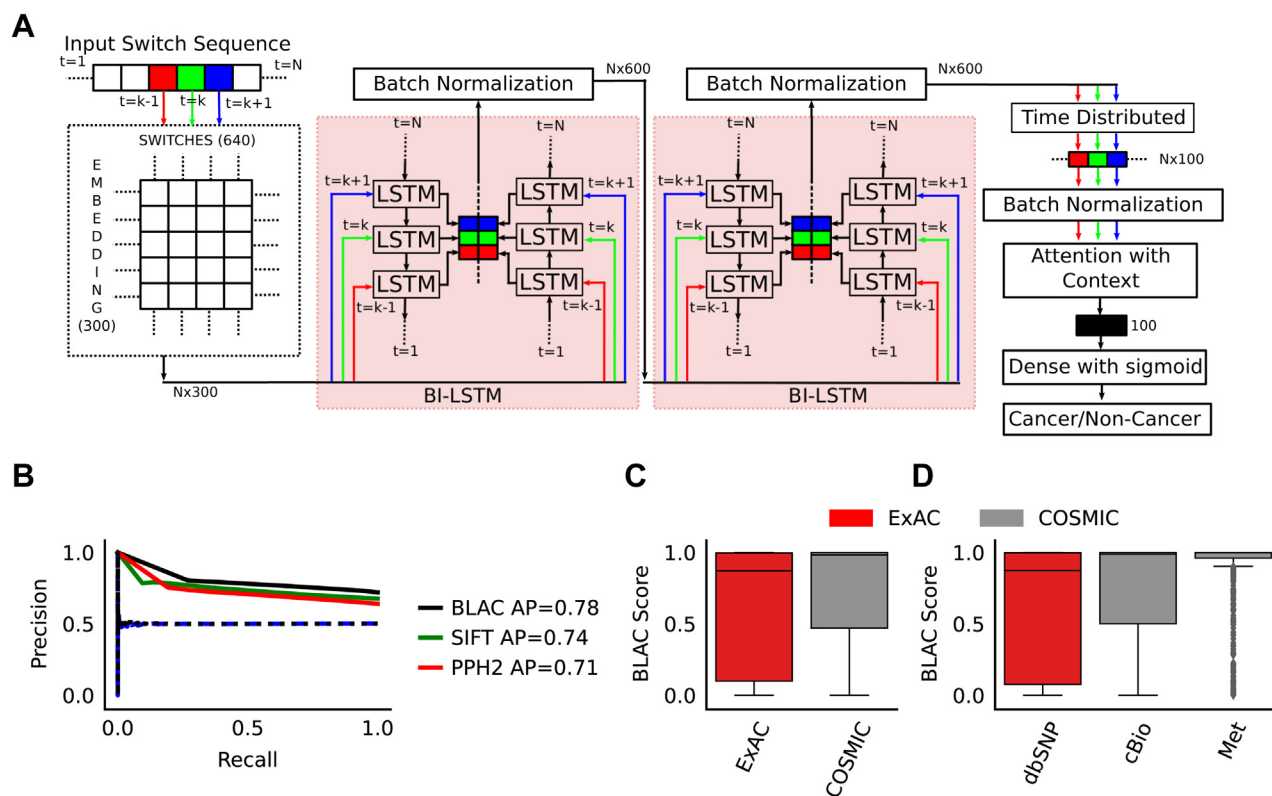 A
Input Switch Sequence
t=1
t=N
t=k-1
t=k
t=k+1
SWITCHES (640)
E
M
B
E
D
D
I
N
G
(300)
Nx300
Batch Normalization
Nx600
t=N
t=N
t=k+1
LSTM
LSTM
t=k+1
t=k
LSTM
LSTM
t=k
LSTM
LSTM
t=k-1
t=k-1
t=1
t=1
BI-LSTM
Batch Normalization
Nx600
t=N
t=N
t=k+1
LSTM
LSTM
t=k+1
t=k
LSTM
LSTM
t=k
LSTM
LSTM
t=k-1
t=k-1
t=1
t=1
BI-LSTM
Time Distributed
Nx100
Batch Normalization
Attention with
Context
100
Dense with sigmoid
Cancer/Non-Cancer
B
Precision
1.0
0.5
0.0
0.0
0.5
1.0
Recall
BLAC AP=0.78
SIFT AP=0.74
PPH2 AP=0.71
C
D
ExAC
COSMIC
BLAC Score
1.0
0.5
0.0
ExAC
COSMIC
BLAC Score
1.0
0.5
0.0
dbSNP
cBio
Met